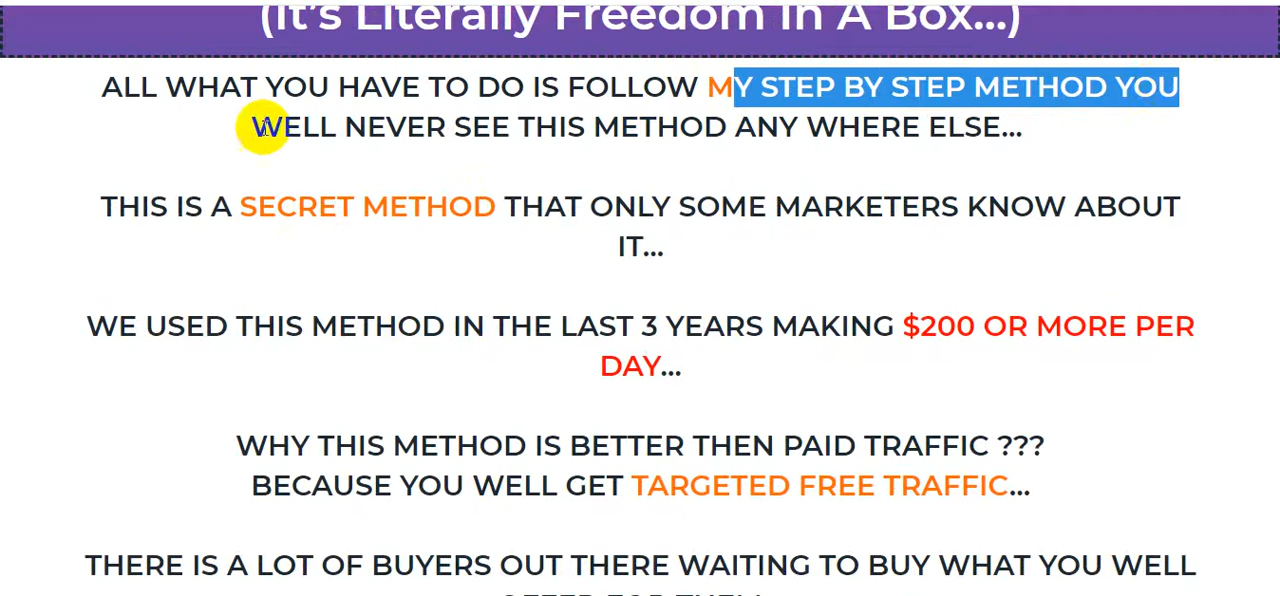 (It's Literally Freedom In A Box...)
ALL WHAT YOU HAVE TO DO IS FOLLOW MY STEP BY STEP METHOD YOU
WELL NEVER SEE THIS METHOD ANY WHERE ELSE...
THIS IS A SECRET METHOD THAT ONLY SOME MARKETERS KNOW ABOUT
IT...
WE USED THIS METHOD IN THE LAST 3 YEARS MAKING $200 OR MORE PER
DAY...
WHY THIS METHOD IS BETTER THEN PAID TRAFFIC ???
BECAUSE YOU WELL GET TARGETED FREE TRAFFIC...
THERE IS A LOT OF BUYERS OUT THERE WAITING TO BUY WHAT YOU WELL